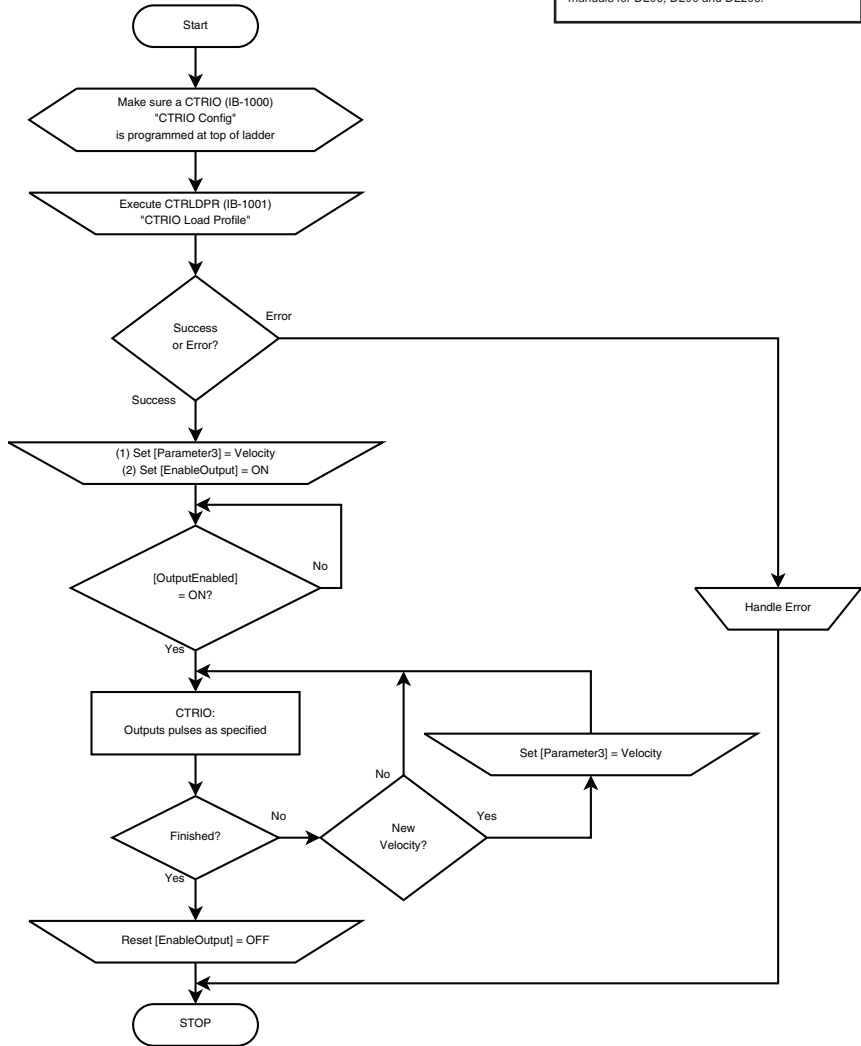 manuals for D205, D206 and D2260.
Start
Make sure a CTRIO (IB-1000)
"CTRIO Config"
is programmed at top of ladder
Execute CTRLDPR (IB-1001)
"CTRIO Load Profile"
Success
or Error?
Error
Success
(1) Set [Parameter3] = Velocity
(2) Set [EnableOutput] = ON
[OutputEnabled]
= ON?
No
Yes
Handle Error
CTRIO:
Outputs pulses as specified
Set [Parameter3] = Velocity
No
Finished?
No
New
Velocity?
Yes
Yes
Reset [EnableOutput] = OFF
STOP